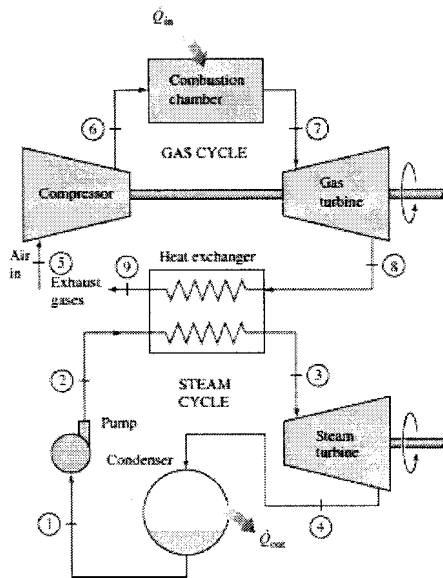 Q̇in
Combustion
chamber
6
7
GAS CYCLE
Compressor
Gas
turbine
Air
in
5
Exhaust
gases
9
Heat exchanger
8
2
STEAM
CYCLE
3
Pump
Condenser
Steam
turbine
1
4
Q̇out